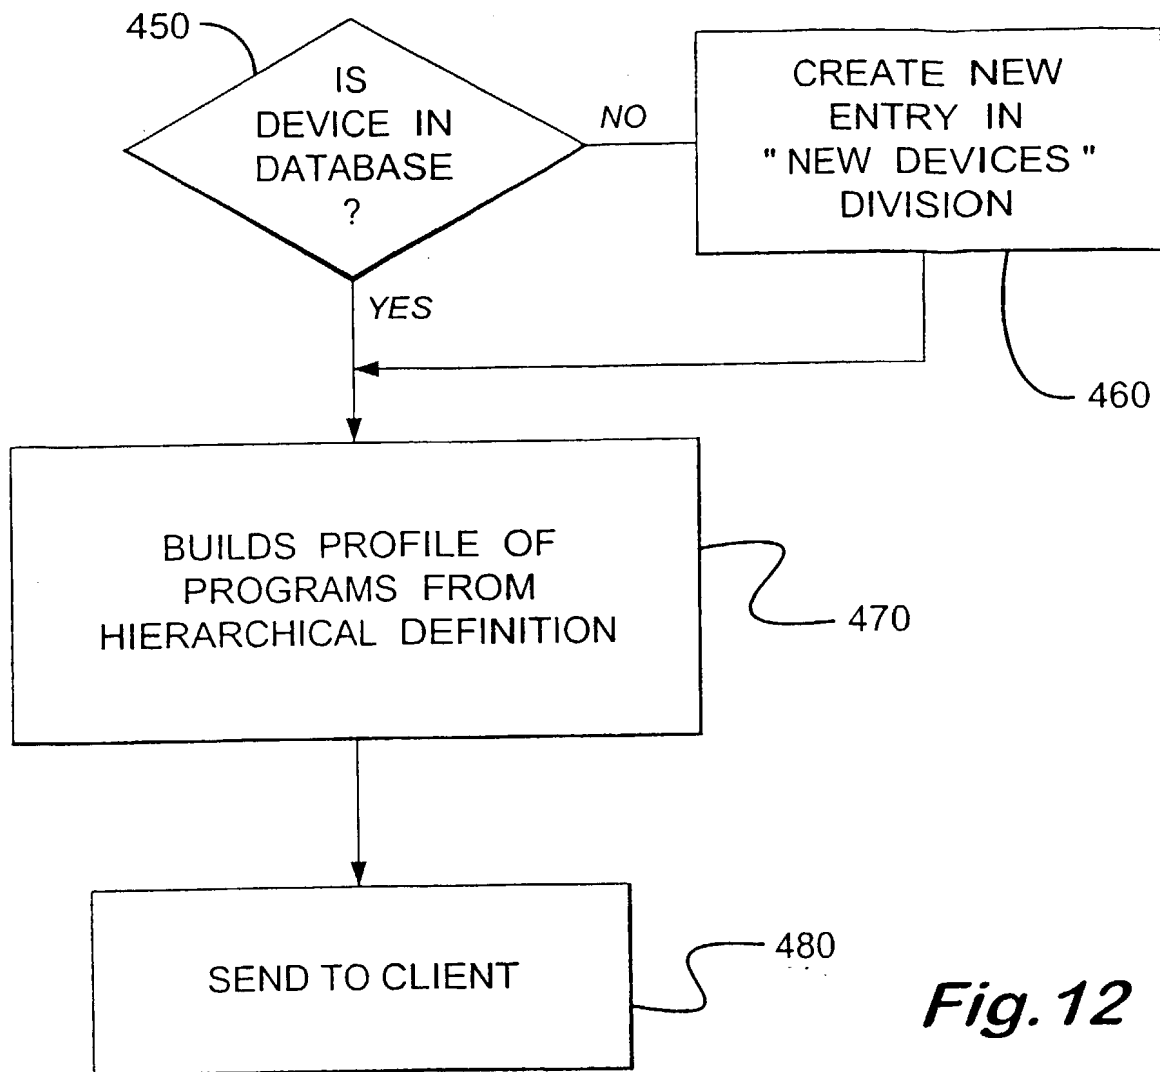 450
IS
DEVICE IN
DATABASE
?
NO
CREATE NEW
ENTRY IN
"NEW DEVICES"
DIVISION
YES
460
BUILDS PROFILE OF
PROGRAMS FROM
HIERARCHICAL DEFINITION
470
SEND TO CLIENT
480
Fig.12